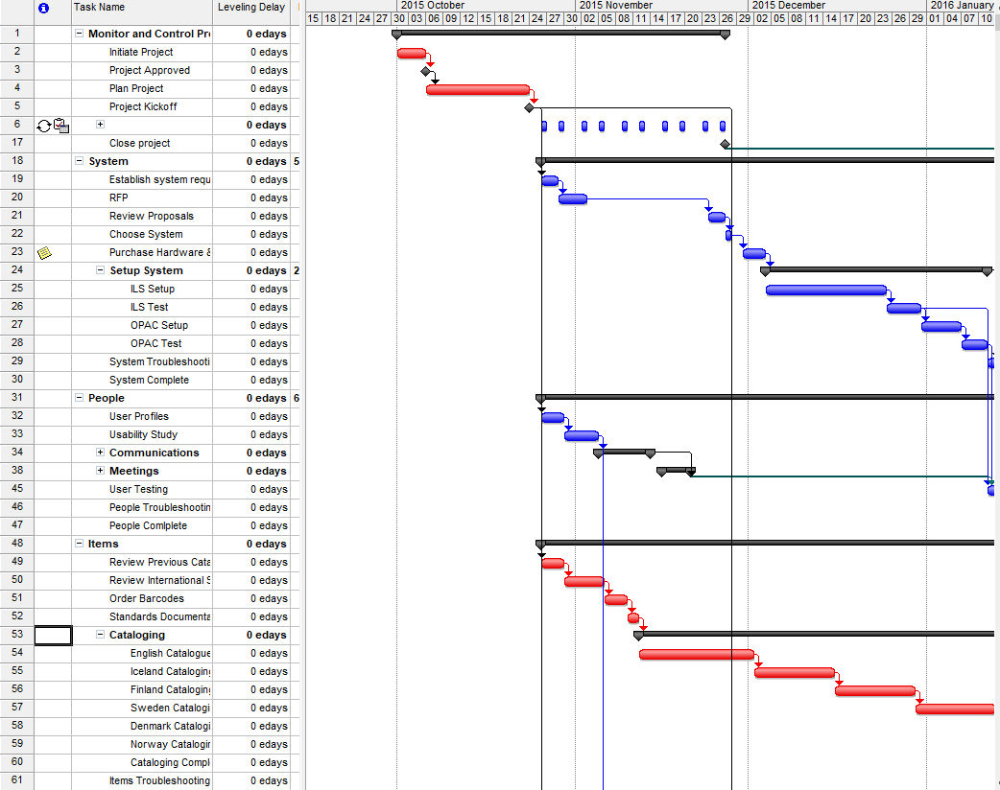 Task Name Leveling Delay 2015 October 2015 November 2015 December 2016 January
15 18 21 24 27 30 03 06 09 12 15 18 21 24 27 30 02 05 08 11 14 17 20 23 26 29 02 05 08 11 14 17 20 23 26 29 01 04 07 10
1 Monitor and Control Pr 0 edays
2 Initiate Project 0 edays
3 Project Approved 0 edays
4 Plan Project 0 edays
5 Project Kickoff 0 edays
6 0 edays
17 Close project 0 edays
18 System 0 edays 5
19 Establish system requ 0 edays
20 RFP 0 edays
21 Review Proposals 0 edays
22 Choose System 0 edays
23 Purchase Hardware & 0 edays
24 Setup System 0 edays 2
25 ILS Setup 0 edays
26 ILS Test 0 edays
27 OPAC Setup 0 edays
28 OPAC Test 0 edays
29 System Troubleshooti 0 edays
30 System Complete 0 edays
31 People 0 edays 6
32 User Profiles 0 edays
33 Usability Study 0 edays
34 Communications 0 edays
38 Meetings 0 edays
45 User Testing 0 edays
46 People Troubleshootin 0 edays
47 People Comlplete 0 edays
48 Items 0 edays
49 Review Previous Cata 0 edays
50 Review International S 0 edays
51 Order Barcodes 0 edays
52 Standards Documenta 0 edays
53 Cataloging 0 edays
54 English Catalogue 0 edays
55 Iceland Cataloging 0 edays
56 Finland Cataloging 0 edays
57 Sweden Catalogi 0 edays
58 Denmark Catalogi 0 edays
59 Norway Catalogin 0 edays
60 Cataloging Compl 0 edays
61 Items Troubleshooting 0 edays